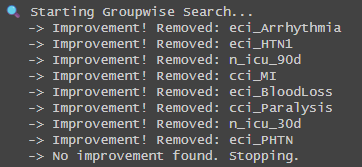 🔍 Starting Groupwise Search...
-> Improvement! Removed: eci_Arrhythmia
-> Improvement! Removed: eci_HTN1
-> Improvement! Removed: n_icu_90d
-> Improvement! Removed: cci_MI
-> Improvement! Removed: eci_BloodLoss
-> Improvement! Removed: cci_Paralysis
-> Improvement! Removed: n_icu_30d
-> Improvement! Removed: eci_PHTN
-> No improvement found. Stopping.